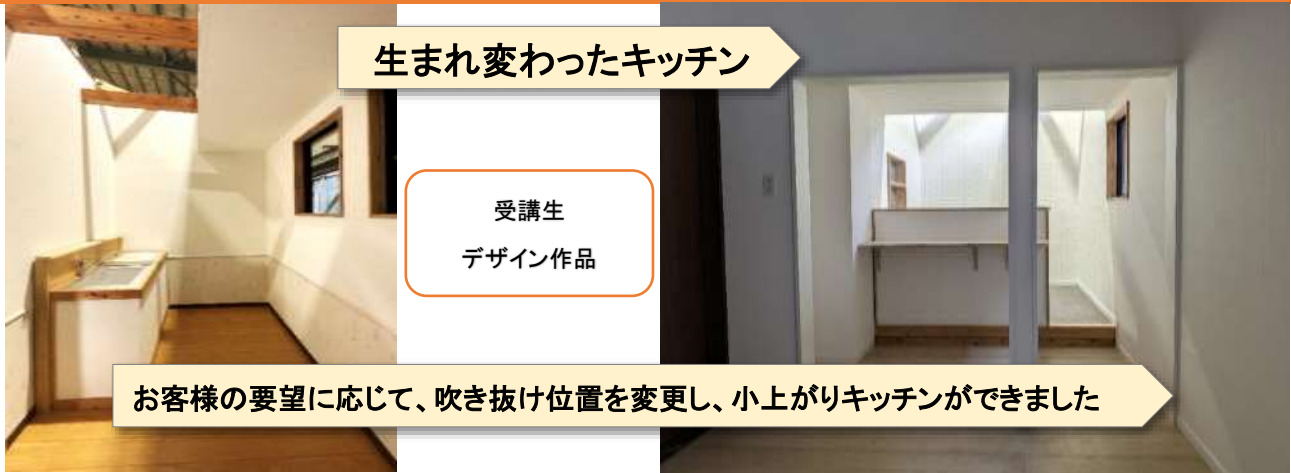 生まれ変わったキッチン
受講生
デザイン作品
お客様の要望に応じて、吹き抜け位置を変更し、小上がりキッチンができました